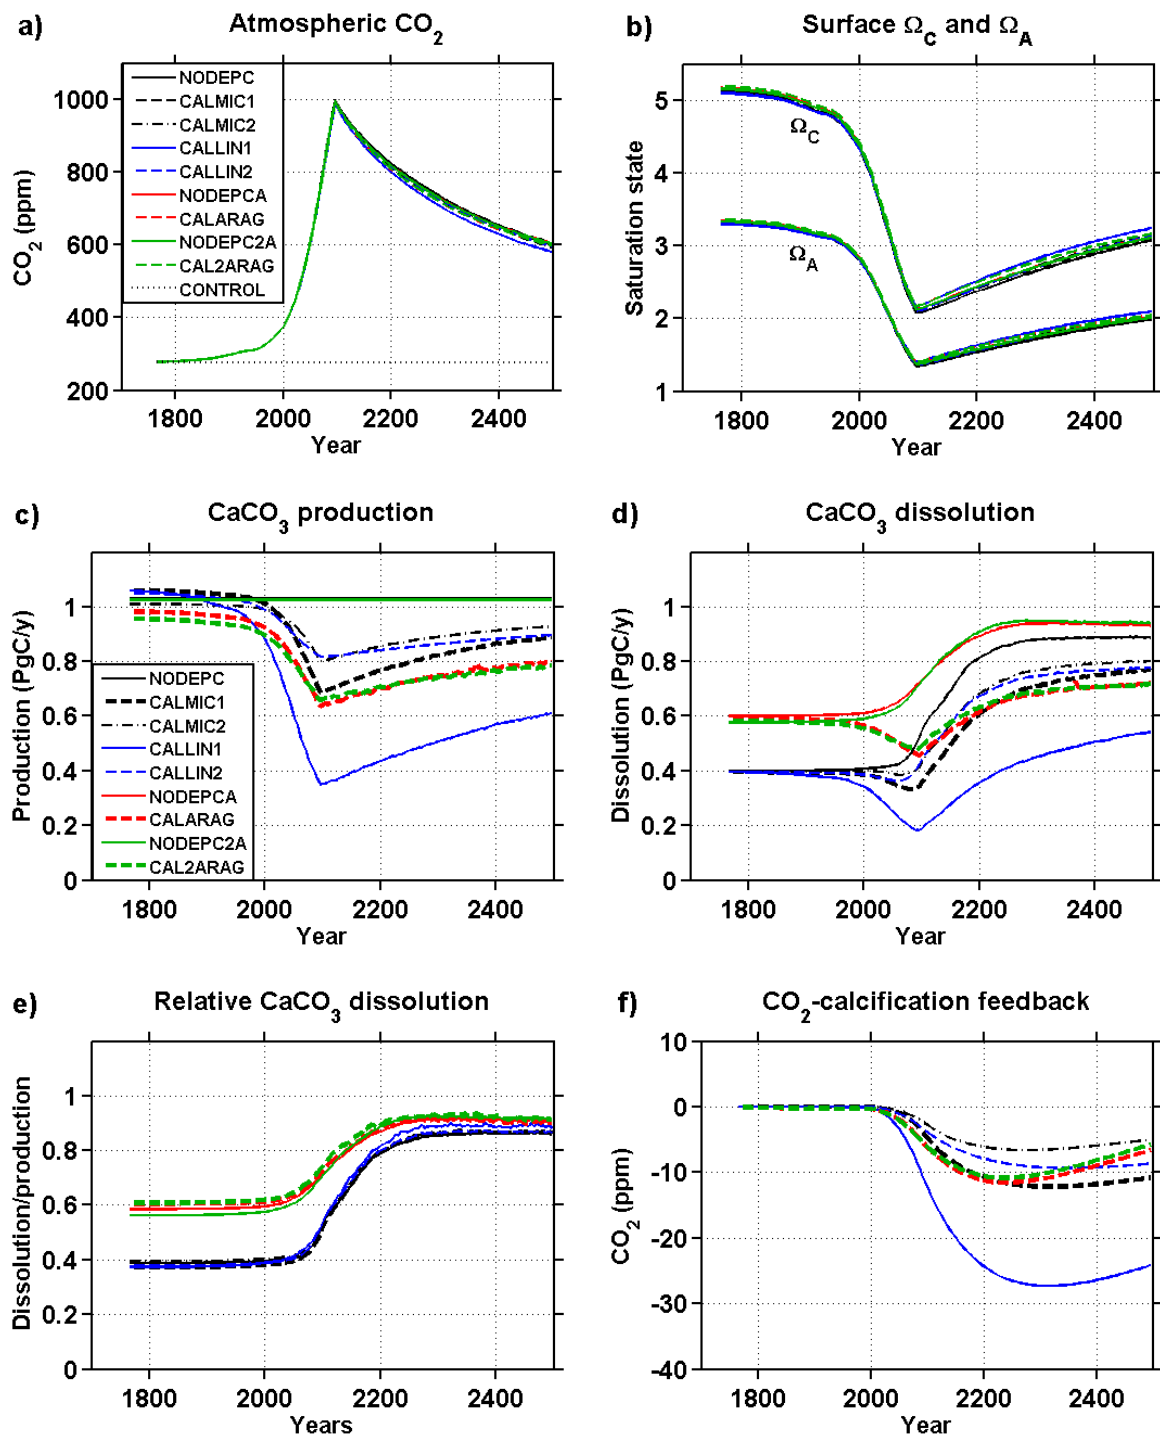 a) Atmospheric CO2
CO2 (ppm)
1000
800
600
400
200
NODEPC
CALMIC1
CALMIC2
CALLIN1
CALLIN2
NODEPCA
CALARAG
NODEPC2A
CAL2ARAG
CONTROL
1800 2000 2200 2400
Year
b) Surface ΩC and ΩA
Saturation state
5
4
3
2
1
ΩC
ΩA
1800 2000 2200 2400
Year
c) CaCO3 production
Production (PgC/y)
1
0.8
0.6
0.4
0.2
0
NODEPC
CALMIC1
CALMIC2
CALLIN1
CALLIN2
NODEPCA
CALARAG
NODEPC2A
CAL2ARAG
1800 2000 2200 2400
Year
d) CaCO3 dissolution
Dissolution (PgC/y)
1
0.8
0.6
0.4
0.2
0
1800 2000 2200 2400
Year
e) Relative CaCO3 dissolution
Dissolution/production
1
0.8
0.6
0.4
0.2
0
1800 2000 2200 2400
Years
f) CO2-calcification feedback
CO2 (ppm)
10
0
-10
-20
-30
-40
1800 2000 2200 2400
Year